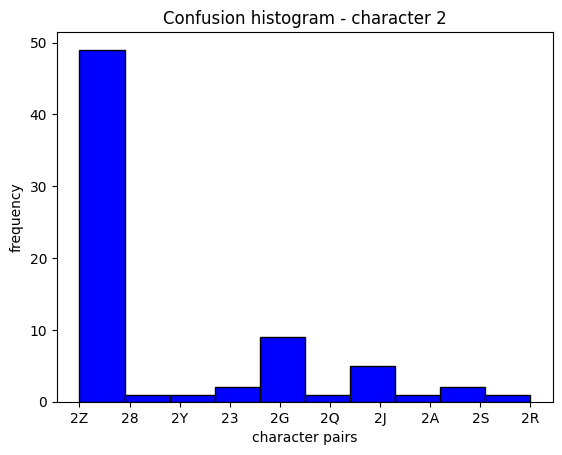 Confusion histogram - character 2
50
40
30
20
10
0
frequency
2Z 28 2Y 23 2G 2Q 2J 2A 2S 2R
character pairs